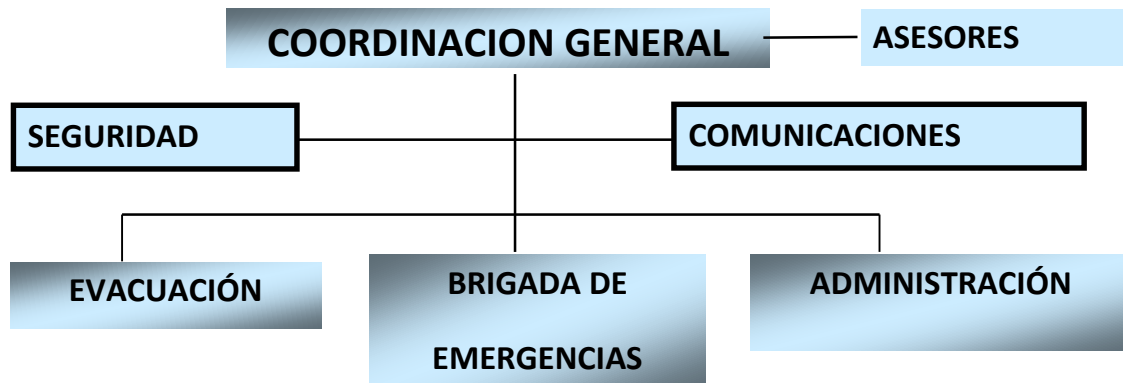 COORDINACION GENERAL
ASESORES
SEGURIDAD
COMUNICACIONES
EVACUACIÓN
BRIGADA DE
EMERGENCIAS
ADMINISTRACIÓN